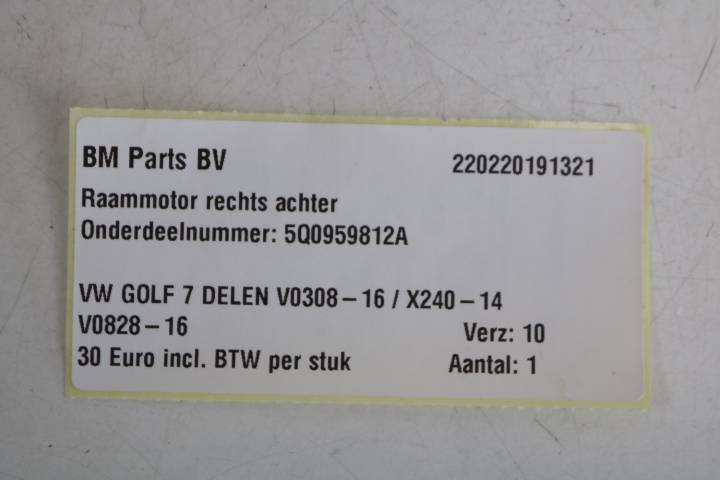 BM Parts BV 220220191321
Raammotor rechts achter
Onderdeelnummer: 5Q0959812A
VW GOLF 7 DELEN V0308-16 / X240-14
V0828-16 Verz: 10
30 Euro incl. BTW per stuk Aantal: 1